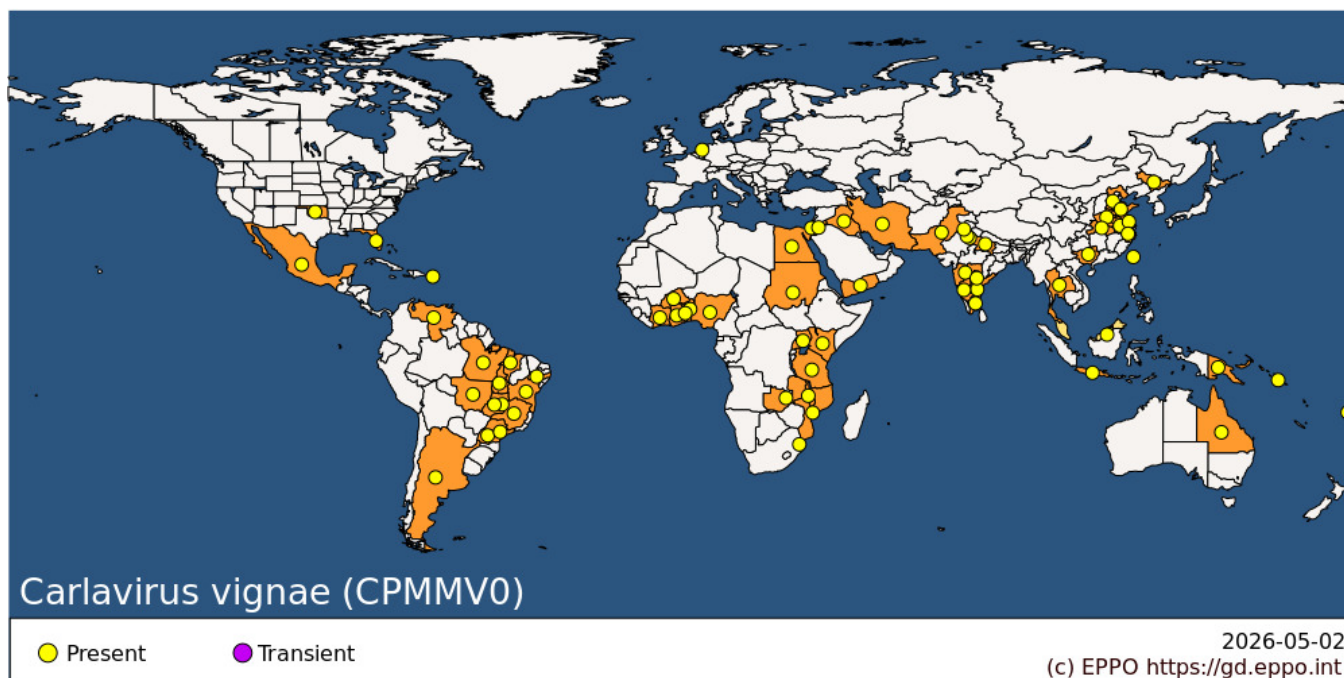 Carlavirus vignae (CPMMV0)
Present
Transient
2026-05-02
(c) EPPO https://gd.eppo.int